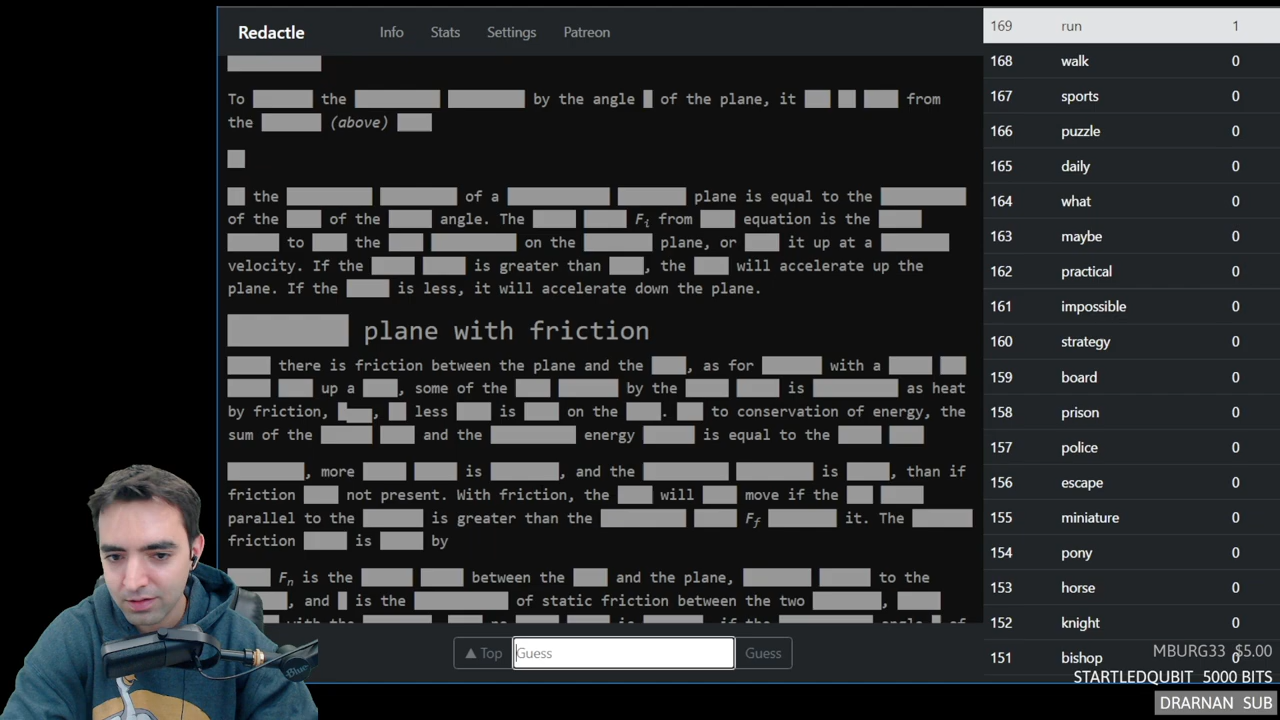 Redactle Info Stats Settings Patreon
169 run 1
168 walk 0
167 sports 0
166 puzzle 0
165 daily 0
164 what 0
163 maybe 0
162 practical 0
161 impossible 0
160 strategy 0
159 board 0
158 prison 0
157 police 0
156 escape 0
155 miniature 0
154 pony 0
153 horse 0
152 knight 0
151 bishop 0
To the by the angle of the plane, it from
the (above)
the of a plane is equal to the
of the of the angle. The Fi from equation is the
to the on the plane, or it up at a
velocity. If the is greater than , the will accelerate up the
plane. If the is less, it will accelerate down the plane.
plane with friction
there is friction between the plane and the , as for with a
up a , some of the by the is as heat
by friction, , less is on the . to conservation of energy, the
sum of the and the energy is equal to the
, more is , and the is , than if
friction not present. With friction, the will move if the
parallel to the is greater than the Ff it. The
friction is by
Fn is the between the and the plane, to the
, and is the of static friction between the two ,
▲ Top Guess Guess
MBURG33 $5.00
STARTLEDQUBIT 5000 BITS
DRARNAN SUB
Blue